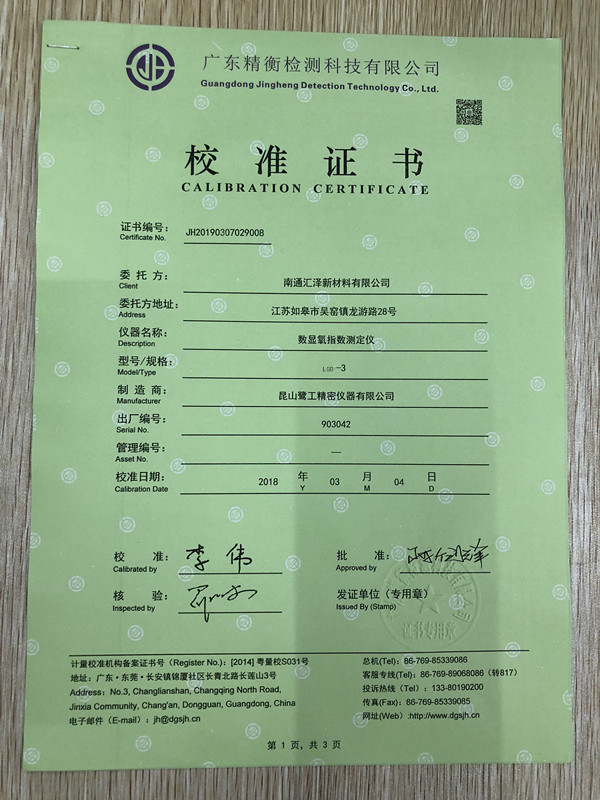 JH
广东精衡检测科技有限公司
Guangdong Jingheng Detection Technology Co., Ltd.
校准证书
CALIBRATION CERTIFICATE
证书编号: JH20190307029008
Certificate No.
委托方: 南通汇泽新材料有限公司
Client
委托方地址: 江苏如皋市吴窑镇龙游路28号
Address
仪器名称: 数显氧指数测定仪
Description
型号/规格: -3
Model/Type
制造商: 昆山鹭工精密仪器有限公司
Manufacturer
出厂编号: 903042
Serial No.
管理编号: —
Asset No.
校准日期: 2018 年 03 月 04 日
Calibration Date Y M D
校准: 李伟 批准:
Calibrated by Approved by
核验: 发证单位（专用章）
Inspected by Issued By (Stamp)
证书专用章
计量校准机构备案证书号（Register No.）: [2014] 粤量校S031号
地址: 广东·东莞·长安镇锦厦社区长青北路长莲山3号
Address: No.3, Changlianshan, Changqing North Road,
Jinxia Community, Chang'an, Dongguan, Guangdong, China
电子邮件（E-mail）: jh@dgsjh.cn
总机(Tel): 86-769-85339086
客服专线(Tel): 86-769-89068086（转817）
投诉热线（Tel）: 133-80190200
传真(Fax): 86-769-85339085
网址(Web):http://www.dgsjh.cn
第 1 页, 共 3 页